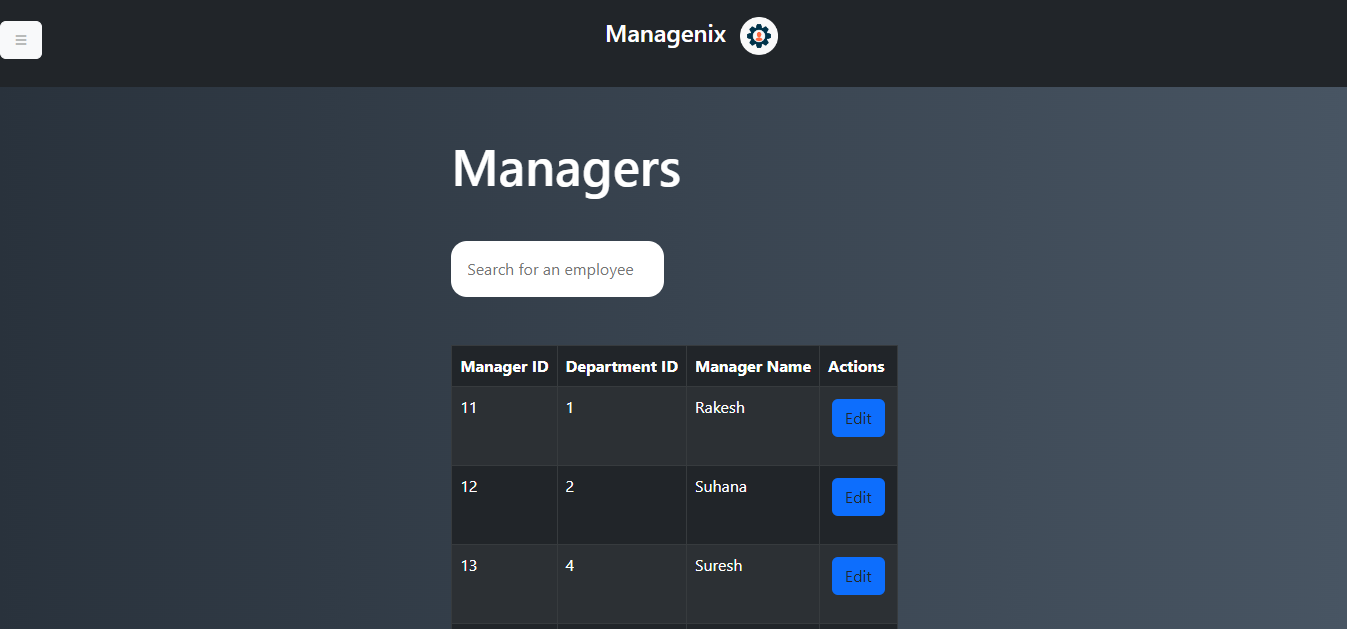 Managenix
Managers
Search for an employee
Manager ID Department ID Manager Name Actions
11 1 Rakesh Edit
12 2 Suhana Edit
13 4 Suresh Edit